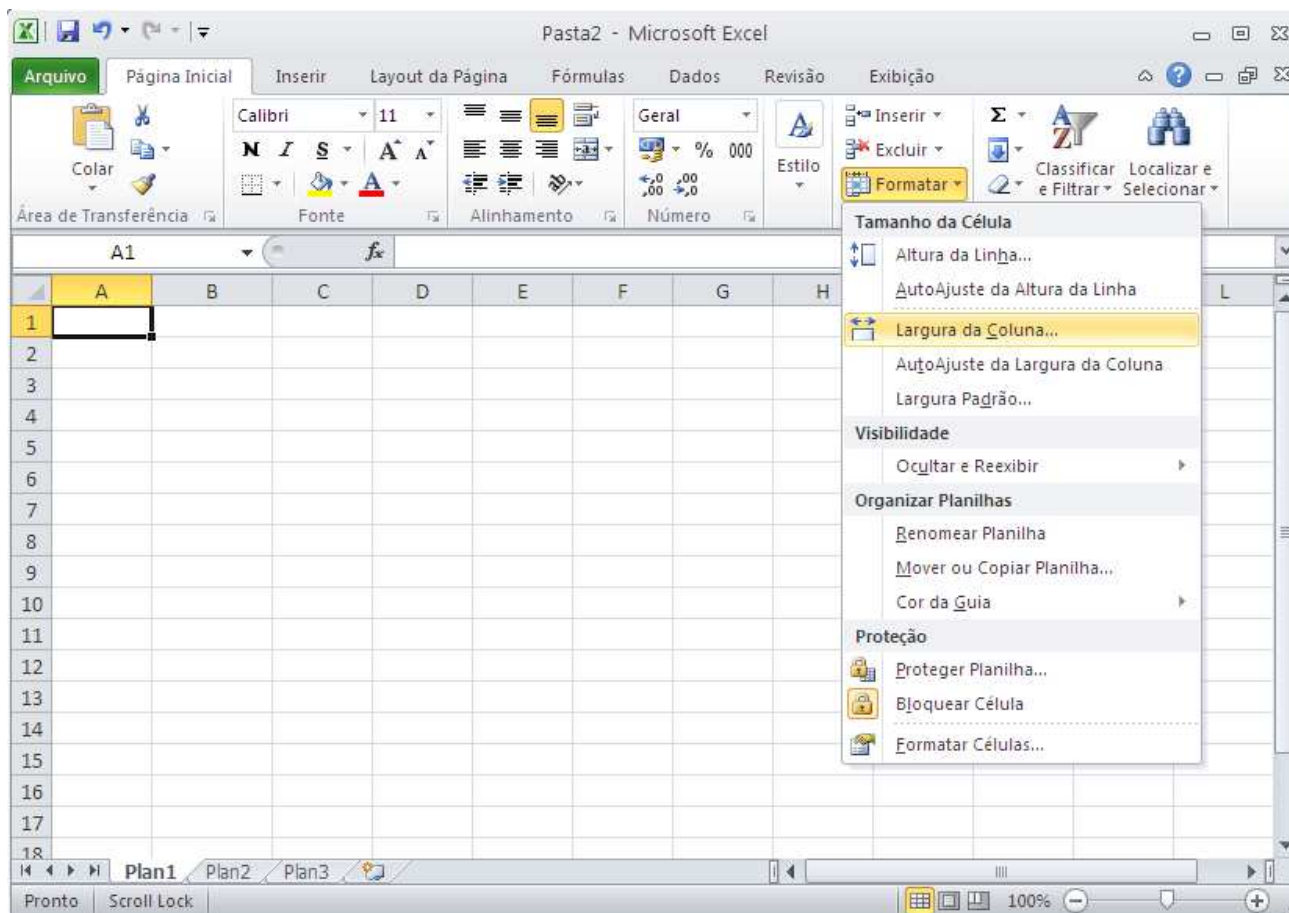 Pasta2 - Microsoft Excel
Arquivo Página Inicial Inserir Layout da Página Fórmulas Dados Revisão Exibição
Colar
Área de Transferência
Calibri 11
N I S A A
A
Fonte
Alinhamento
Geral
% 000
,00 ,00
Número
A
Estilo
Inserir
Excluir
Formatar
Σ
Classificar e Filtrar
Localizar e Selecionar
A1 fx
A B C D E F G H L
1
2
3
4
5
6
7
8
9
10
11
12
13
14
15
16
17
18
Tamanho da Célula
Altura da Linha...
AutoAjuste da Altura da Linha
Largura da Coluna...
AutoAjuste da Largura da Coluna
Largura Padrão...
Visibilidade
Ocultar e Reexibir
Organizar Planilhas
Renomear Planilha
Mover ou Copiar Planilha...
Cor da Guia
Proteção
Proteger Planilha...
Bloquear Célula
Formatar Células...
Plan1 Plan2 Plan3
Pronto Scroll Lock 100%